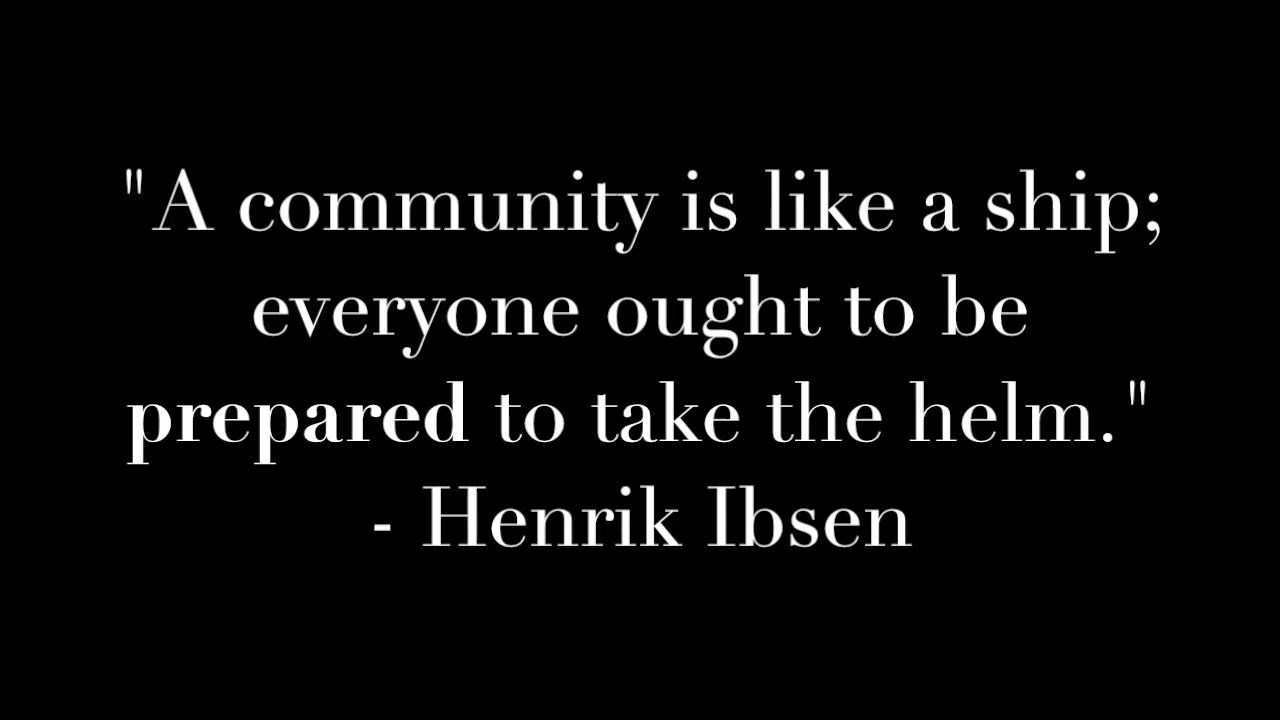 "A community is like a ship;
everyone ought to be
prepared to take the helm."
- Henrik Ibsen